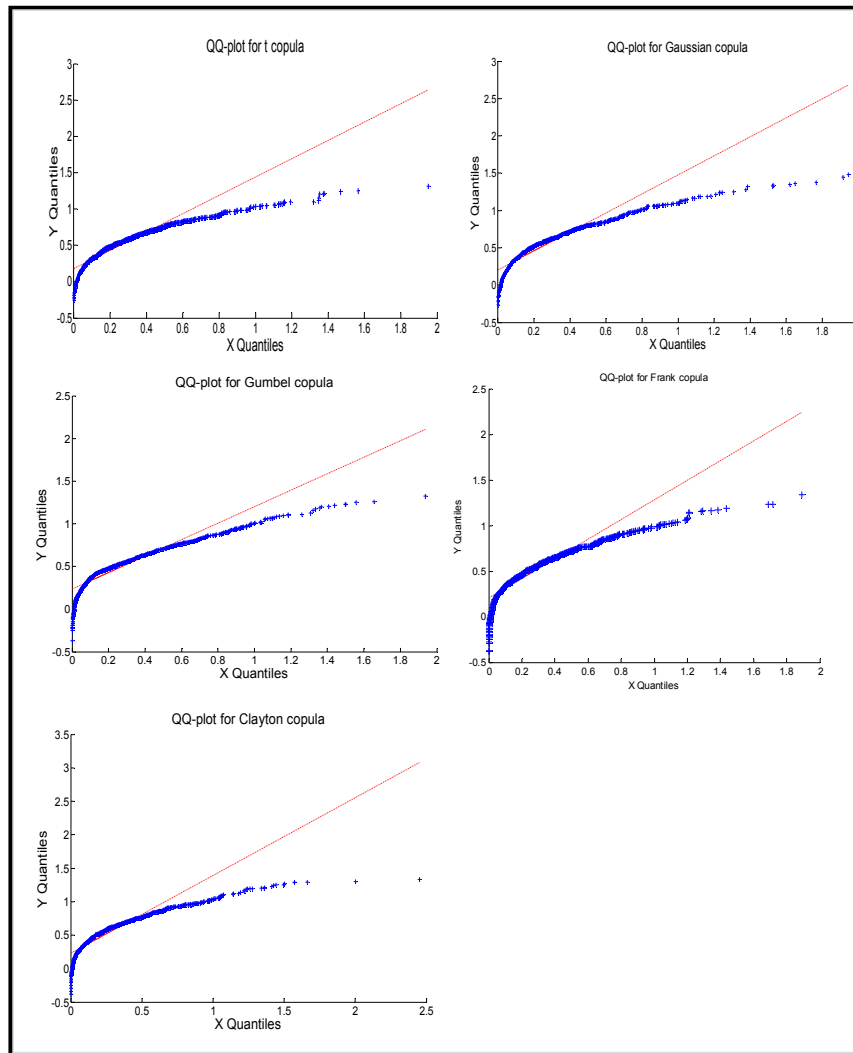 QQ-plot for t copula
3
2.5
2
1.5
1
0.5
0
-0.5
Y Quantiles
0.2 0.4 0.6 0.8 1 1.2 1.4 1.6 1.8 2
X Quantiles
QQ-plot for Gaussian copula
3
2.5
2
1.5
1
0.5
0
-0.5
Y Quantiles
0 0.2 0.4 0.6 0.8 1 1.2 1.4 1.6 1.8
X Quantiles
QQ-plot for Gumbel copula
2.5
2
1.5
1
0.5
0
-0.5
Y Quantiles
0 0.2 0.4 0.6 0.8 1 1.2 1.4 1.6 1.8 2
X Quantiles
QQ-plot for Frank copula
2.5
2
1.5
1
0.5
0
-0.5
Y Quantiles
0 0.2 0.4 0.6 0.8 1 1.2 1.4 1.6 1.8 2
X Quantiles
QQ-plot for Clayton copula
3.5
3
2.5
2
1.5
1
0.5
0
-0.5
Y Quantiles
0 0.5 1 1.5 2 2.5
X Quantiles